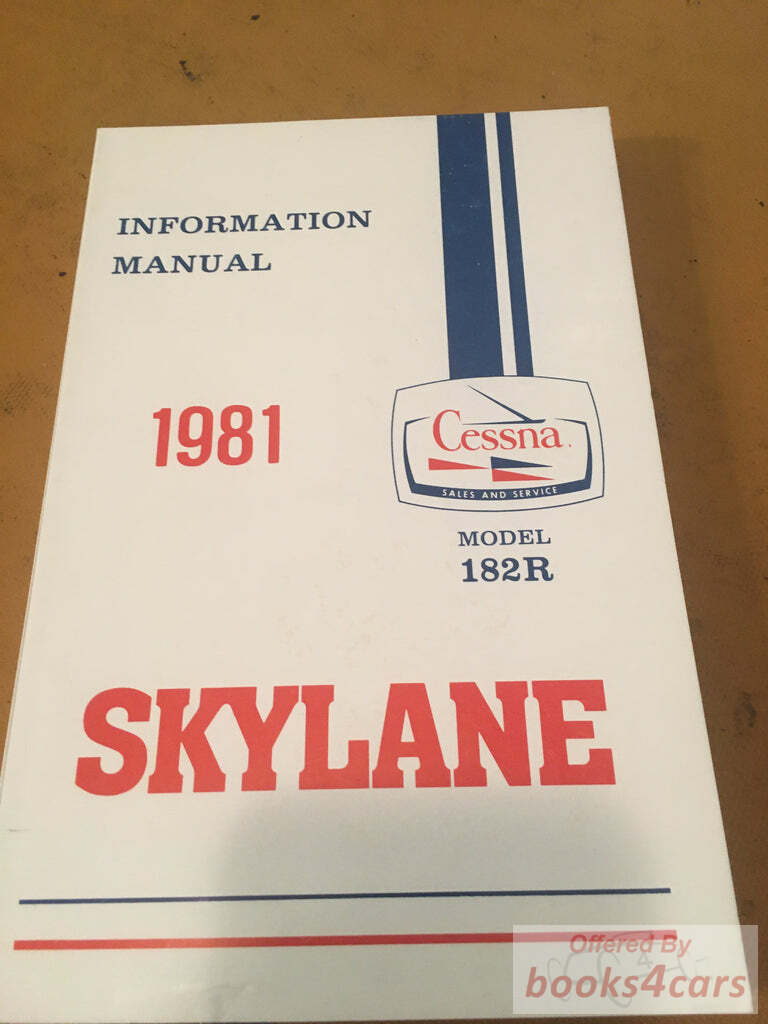 INFORMATION
MANUAL
1981
Cessna
SALES AND SERVICE
MODEL
182R
SKYLANE
Offered By
books4cars